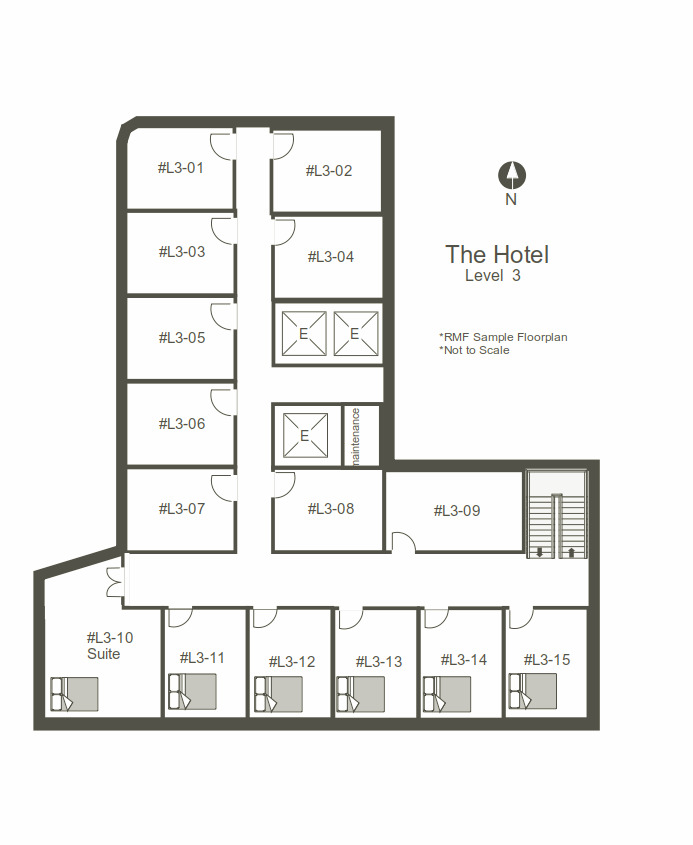 #L3-01
#L3-02
N
#L3-03
#L3-04
The Hotel
Level 3
#L3-05
E
E
*RMF Sample Floorplan
*Not to Scale
#L3-06
E
maintenance
#L3-07
#L3-08
#L3-09
#L3-10
Suite
#L3-11
#L3-12
#L3-13
#L3-14
#L3-15